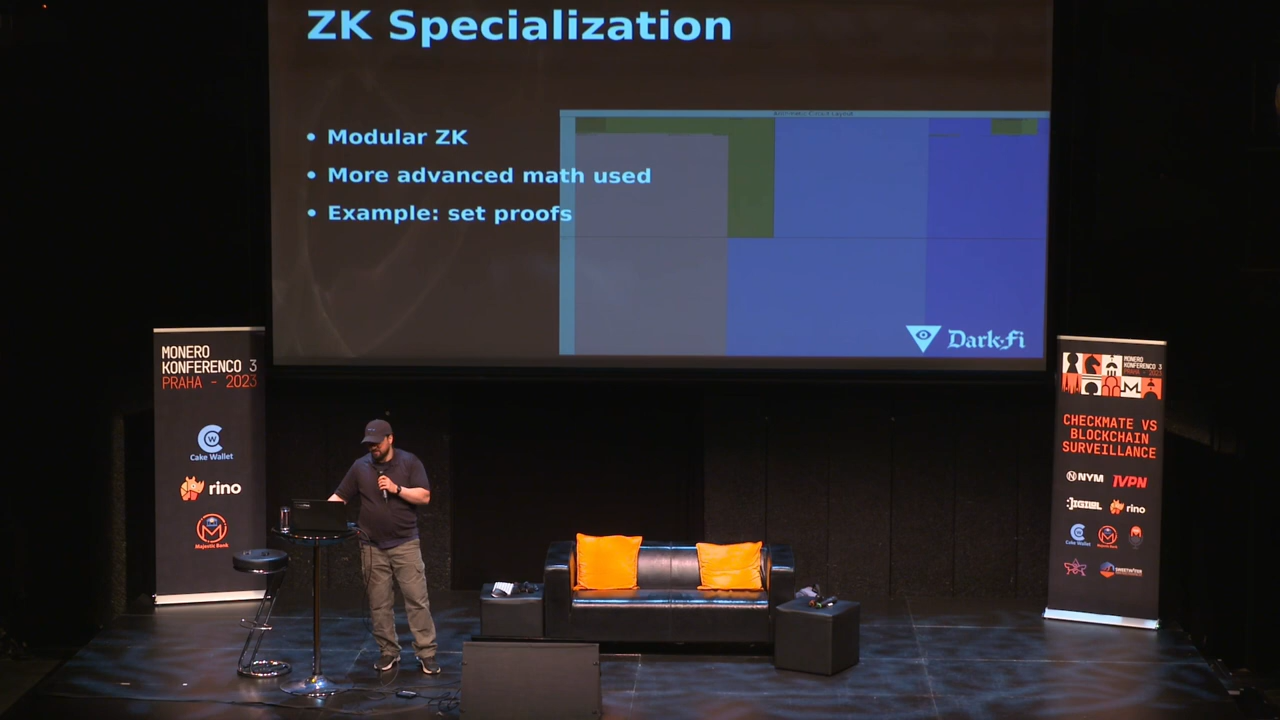 ZK Specialization
• Modular ZK
• More advanced math used
• Example: set proofs
Dark·Fi
MONERO
KONFERENCO 3
PRAHA - 2023
Cake Wallet
rino
Majestic Bank
MONERO
KONFERENCO 3
PRAHA - 2023
CHECKMATE VS
BLOCKCHAIN
SURVEILLANCE
NYM
IVPN
rino
Cake Wallet
Majestic Bank